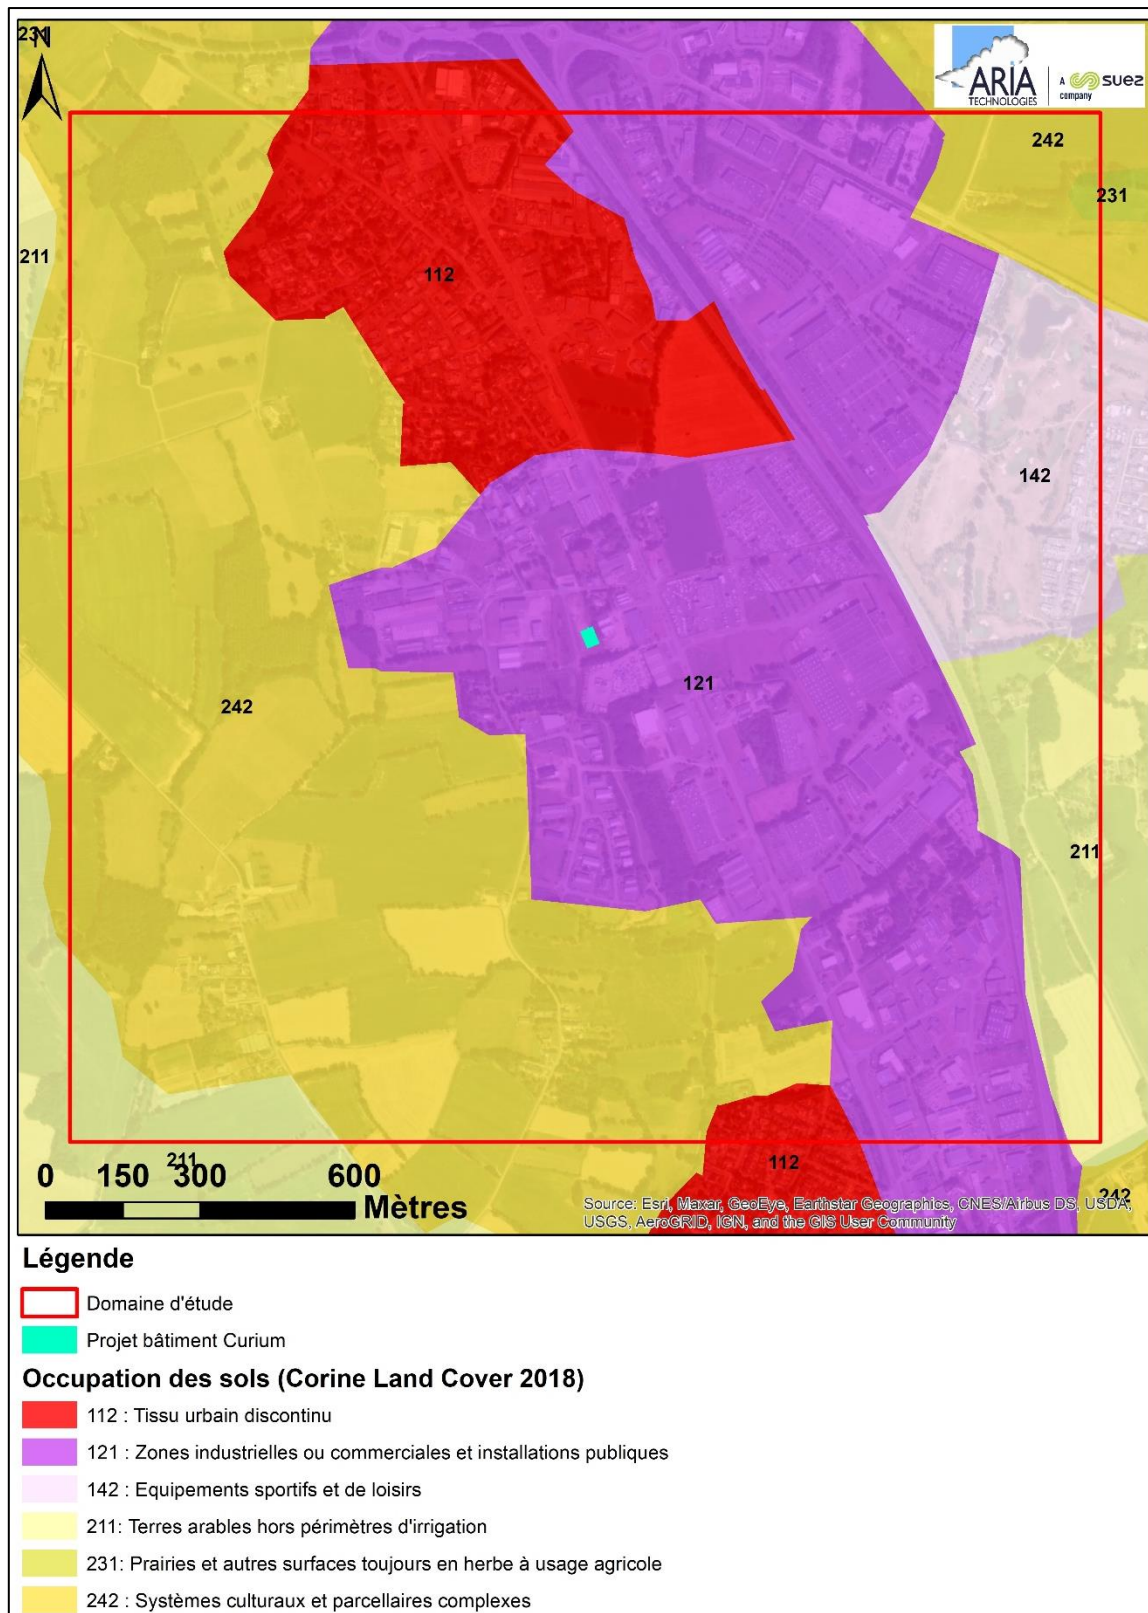 231
N
ARIA
TECHNOLOGIES
A suez
company
242
231
211
112
142
121
242
211
211
112
242
0 150 300 600
Mètres
Source: Esri, Maxar, GeoEye, Earthstar Geographics, CNES/Airbus DS, USDA,
USGS, AeroGRID, IGN, and the GIS User Community
Légende
Domaine d'étude
Projet bâtiment Curium
Occupation des sols (Corine Land Cover 2018)
112 : Tissu urbain discontinu
121 : Zones industrielles ou commerciales et installations publiques
142 : Equipements sportifs et de loisirs
211: Terres arables hors périmètres d'irrigation
231: Prairies et autres surfaces toujours en herbe à usage agricole
242 : Systèmes culturaux et parcellaires complexes